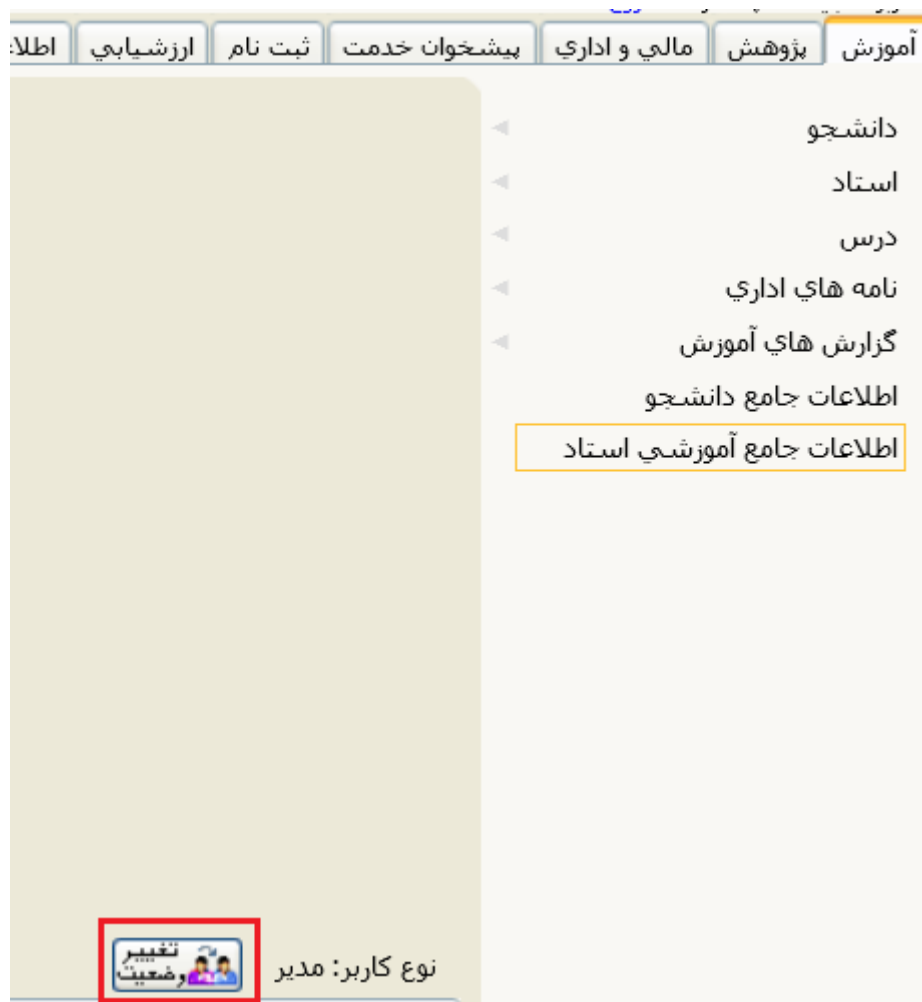 آموزش پژوهش مالي و اداري پيشخوان خدمت ثبت نام ارزشيابي
دانشجو
استاد
درس
نامه هاي اداري
گزارش هاي آموزش
اطلاعات جامع دانشجو
اطلاعات جامع آموزشي استاد
نوع کاربر: مدير
تغيير
وضعيت